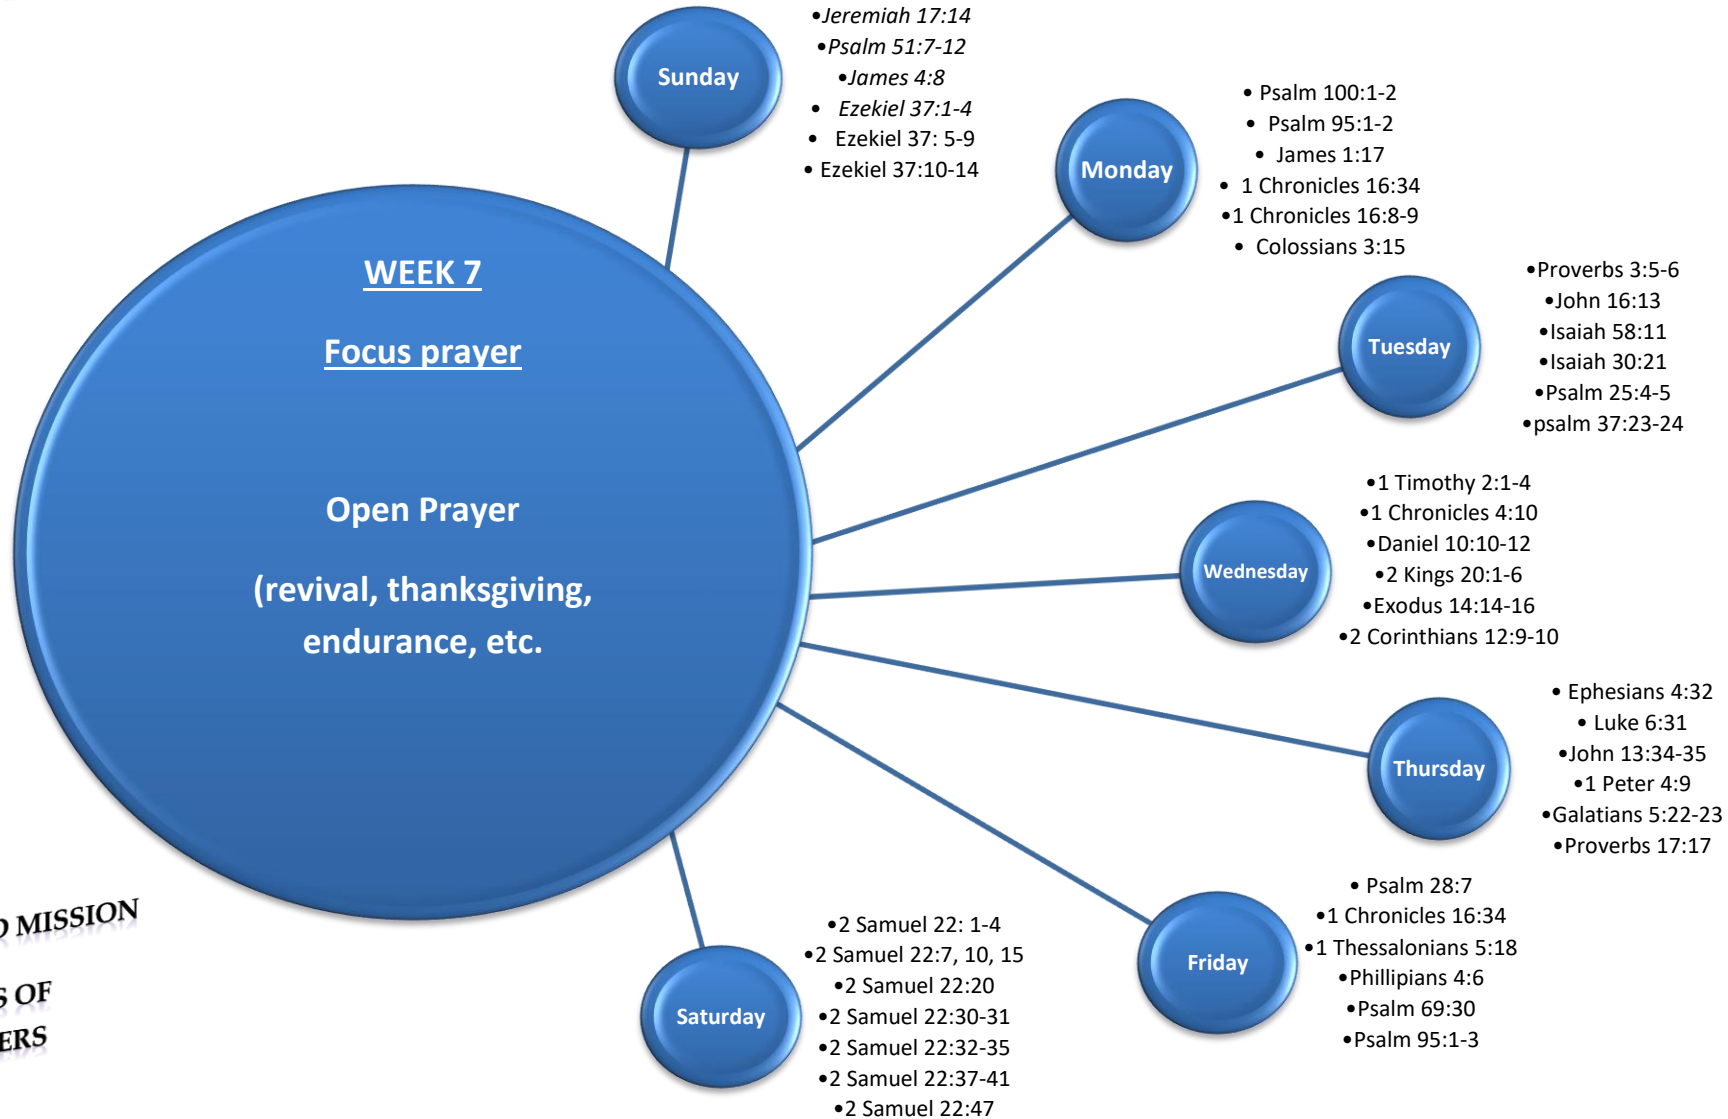 WEEK 7
Focus prayer
Open Prayer
(revival, thanksgiving,
endurance, etc.
Sunday
•Jeremiah 17:14
•Psalm 51:7-12
•James 4:8
• Ezekiel 37:1-4
• Ezekiel 37: 5-9
• Ezekiel 37:10-14
Monday
• Psalm 100:1-2
• Psalm 95:1-2
• James 1:17
• 1 Chronicles 16:34
•1 Chronicles 16:8-9
• Colossians 3:15
Tuesday
•Proverbs 3:5-6
•John 16:13
•Isaiah 58:11
•Isaiah 30:21
•Psalm 25:4-5
•psalm 37:23-24
Wednesday
•1 Timothy 2:1-4
•1 Chronicles 4:10
•Daniel 10:10-12
•2 Kings 20:1-6
•Exodus 14:14-16
•2 Corinthians 12:9-10
Thursday
• Ephesians 4:32
• Luke 6:31
•John 13:34-35
•1 Peter 4:9
•Galatians 5:22-23
•Proverbs 17:17
Friday
• Psalm 28:7
•1 Chronicles 16:34
•1 Thessalonians 5:18
•Phillipians 4:6
•Psalm 69:30
•Psalm 95:1-3
Saturday
•2 Samuel 22: 1-4
•2 Samuel 22:7, 10, 15
•2 Samuel 22:20
•2 Samuel 22:30-31
•2 Samuel 22:32-35
•2 Samuel 22:37-41
•2 Samuel 22:47
MISSION
OF